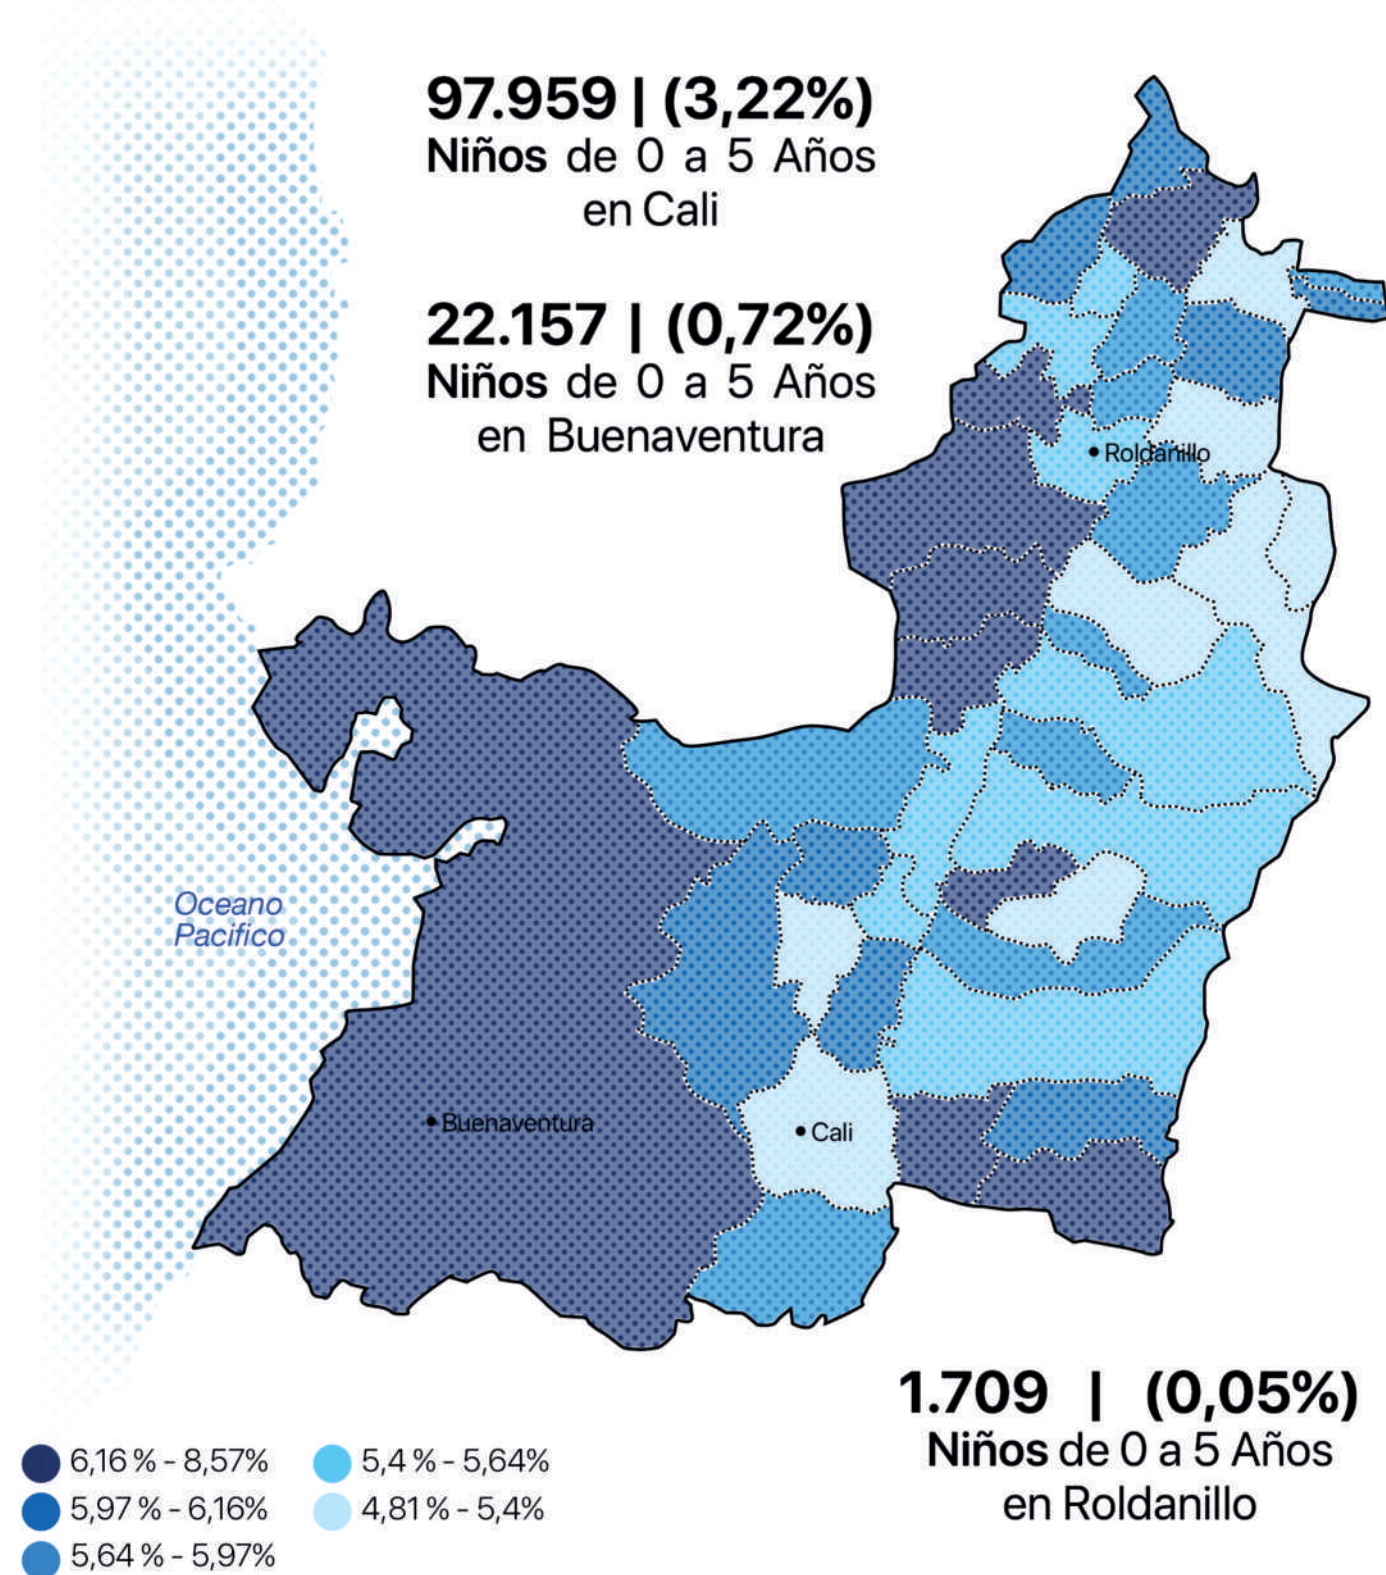 97.959 | (3,22%)
Niños de 0 a 5 Años
en Cali
22.157 | (0,72%)
Niños de 0 a 5 Años
en Buenaventura
Roldanillo
Oceano
Pacifico
Buenaventura
Cali
1.709 | (0,05%)
Niños de 0 a 5 Años
en Roldanillo
6,16 % - 8,57%
5,97 % - 6,16%
5,64 % - 5,97%
5,4 % - 5,64%
4,81 % - 5,4%